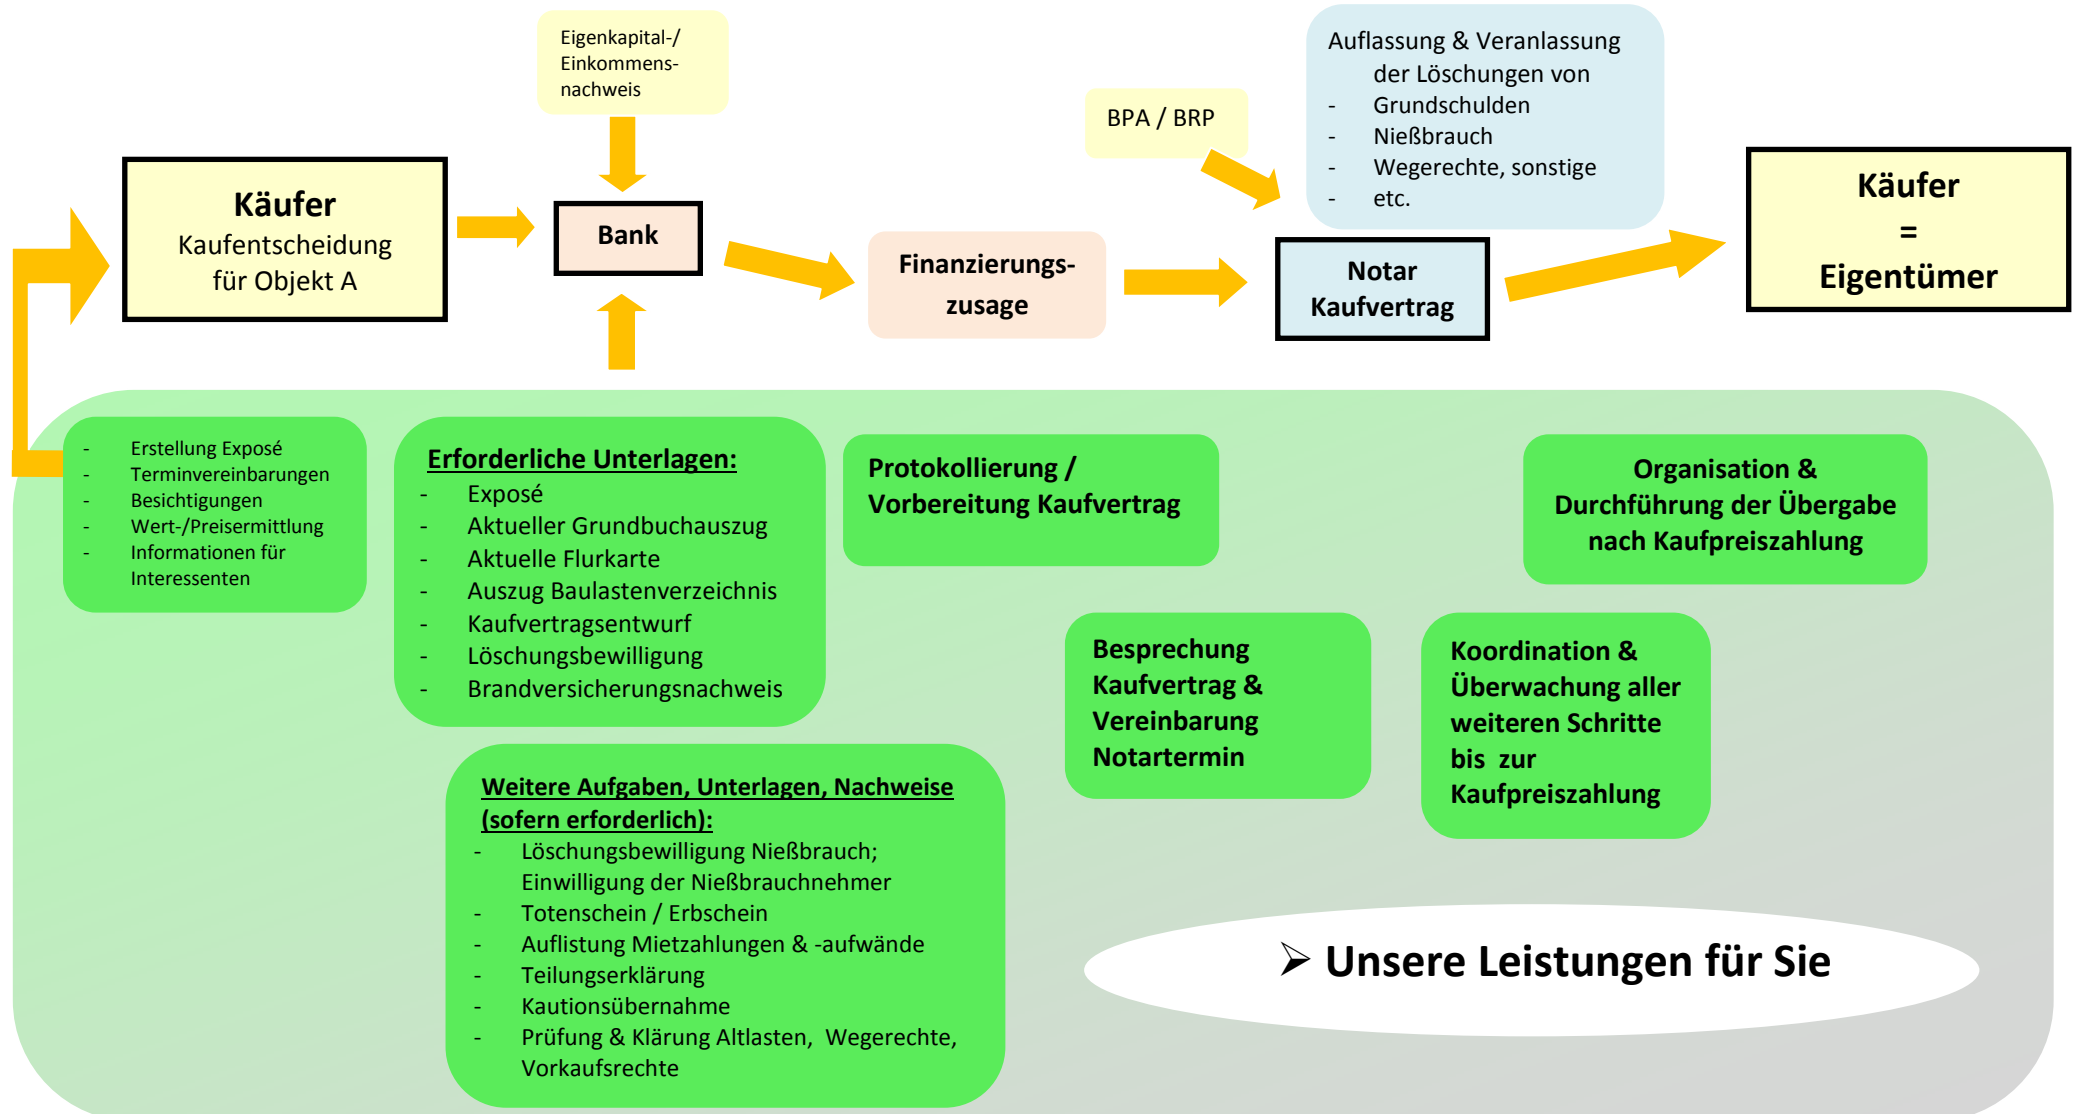 Eigenkapital-/
Einkommens-
nachweis
Auflassung & Veranlassung
der Löschungen von
- Grundschulden
- Nießbrauch
- Wegerechte, sonstige
- etc.
BPA / BRP
Käufer
Kaufentscheidung
für Objekt A
Bank
Finanzierungs-
zusage
Notar
Kaufvertrag
Käufer
=
Eigentümer
- Erstellung Exposé
- Terminvereinbarungen
- Besichtigungen
- Wert-/Preisermittlung
- Informationen für
Interessenten
Erforderliche Unterlagen:
- Exposé
- Aktueller Grundbuchauszug
- Aktuelle Flurkarte
- Auszug Baulastenverzeichnis
- Kaufvertragsentwurf
- Löschungsbewilligung
- Brandversicherungsnachweis
Protokollierung /
Vorbereitung Kaufvertrag
Organisation &
Durchführung der Übergabe
nach Kaufpreiszahlung
Besprechung
Kaufvertrag &
Vereinbarung
Notartermin
Koordination &
Überwachung aller
weiteren Schritte
bis zur
Kaufpreiszahlung
Weitere Aufgaben, Unterlagen, Nachweise
(sofern erforderlich):
- Löschungsbewilligung Nießbrauch;
Einwilligung der Nießbrauchnehmer
- Totenschein / Erbschein
- Auflistung Mietzahlungen & -aufwände
- Teilungserklärung
- Kautionsübernahme
- Prüfung & Klärung Altlasten, Wegerechte,
Vorkaufsrechte
➢ Unsere Leistungen für Sie